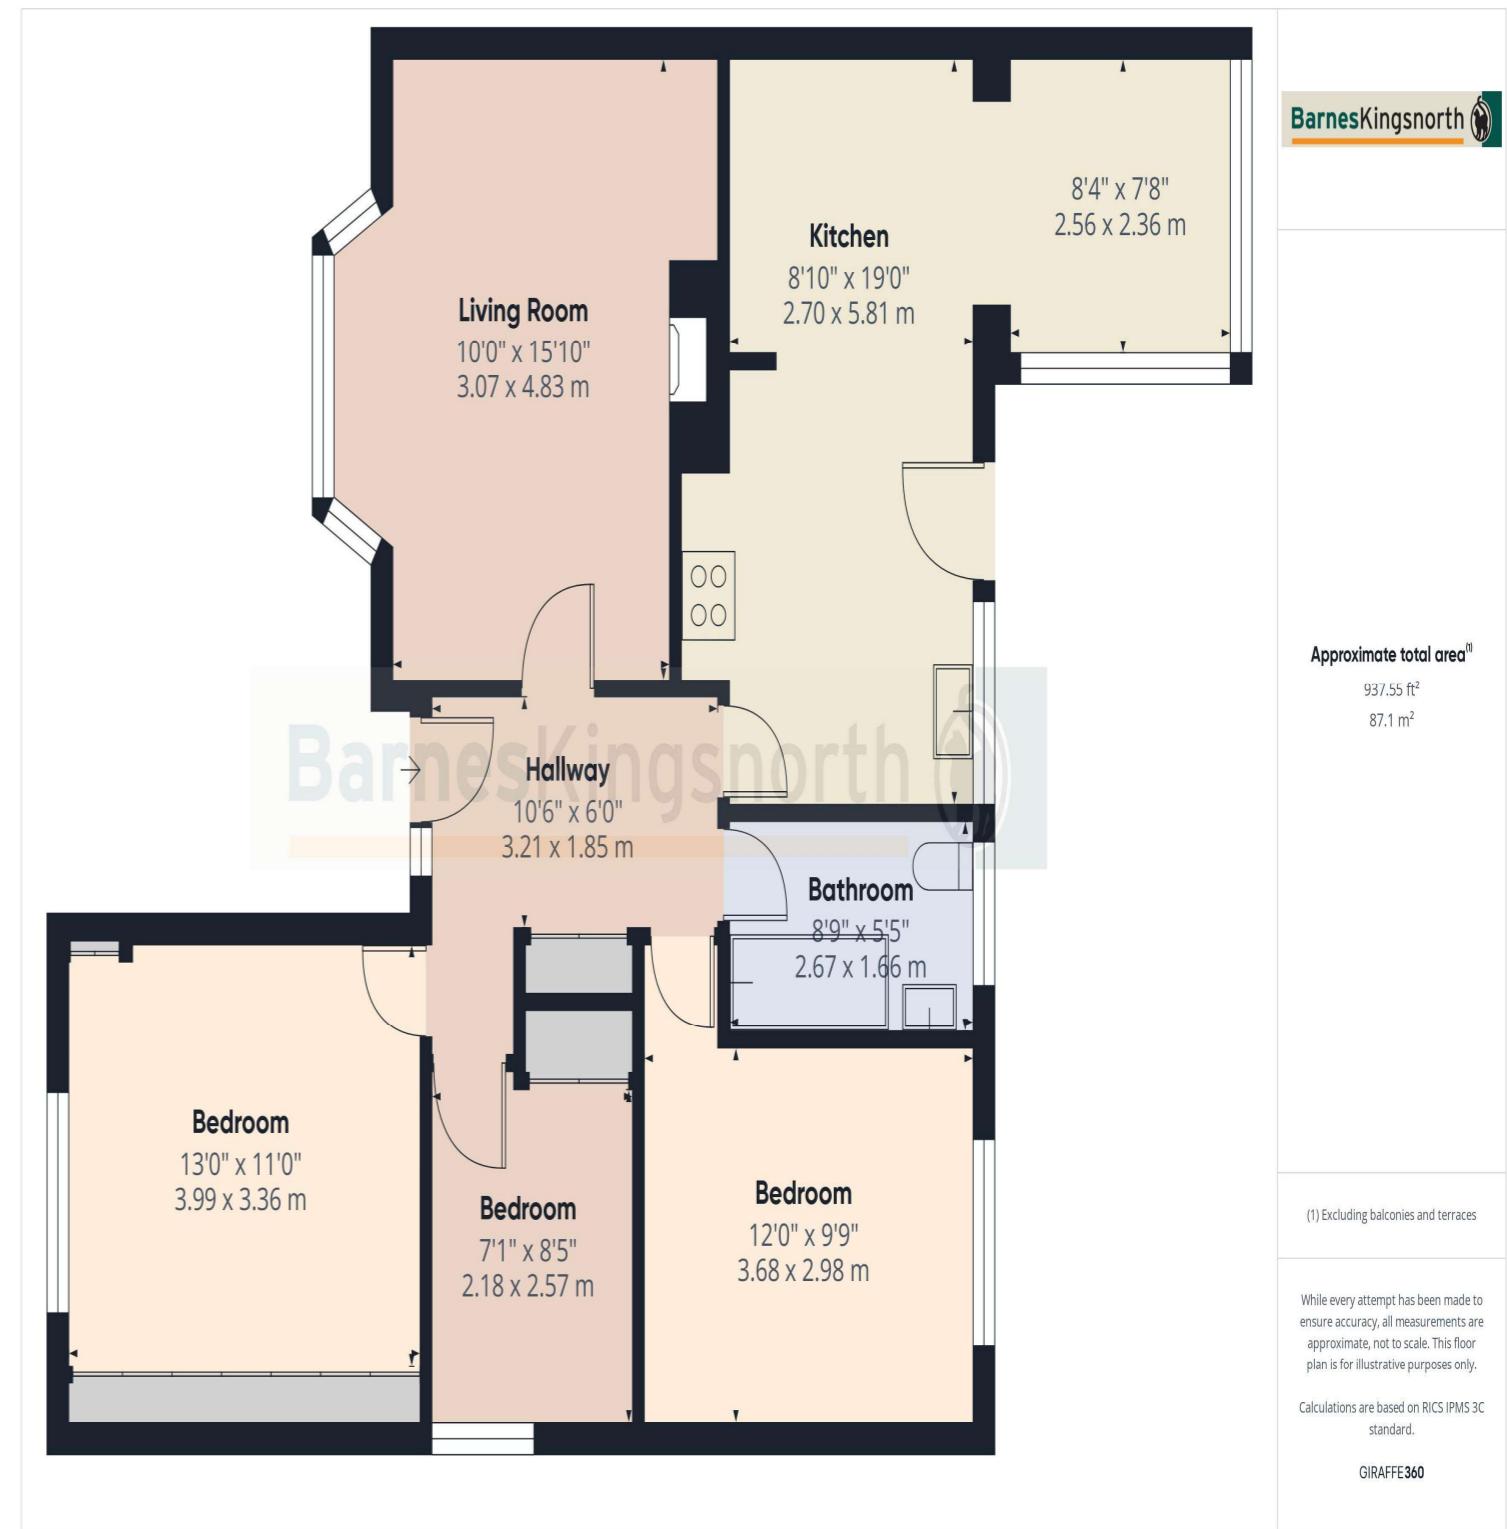 BarnesKingsnorth
8'4" x 7'8"
2.56 x 2.36 m
Kitchen
8'10" x 19'0"
2.70 x 5.81 m
Living Room
10'0" x 15'10"
3.07 x 4.83 m
Approximate total area(1)
937.55 ft²
87.1 m²
BarnesKingsnorth
Hallway
10'6" x 6'0"
3.21 x 1.85 m
Bathroom
8'9" x 5'5"
2.67 x 1.66 m
Bedroom
13'0" x 11'0"
3.99 x 3.36 m
Bedroom
7'1" x 8'5"
2.18 x 2.57 m
Bedroom
12'0" x 9'9"
3.68 x 2.98 m
(1) Excluding balconies and terraces
While every attempt has been made to
ensure accuracy, all measurements are
approximate, not to scale. This floor
plan is for illustrative purposes only.
Calculations are based on RICS IPMS 3C
standard.
GIRAFFE360